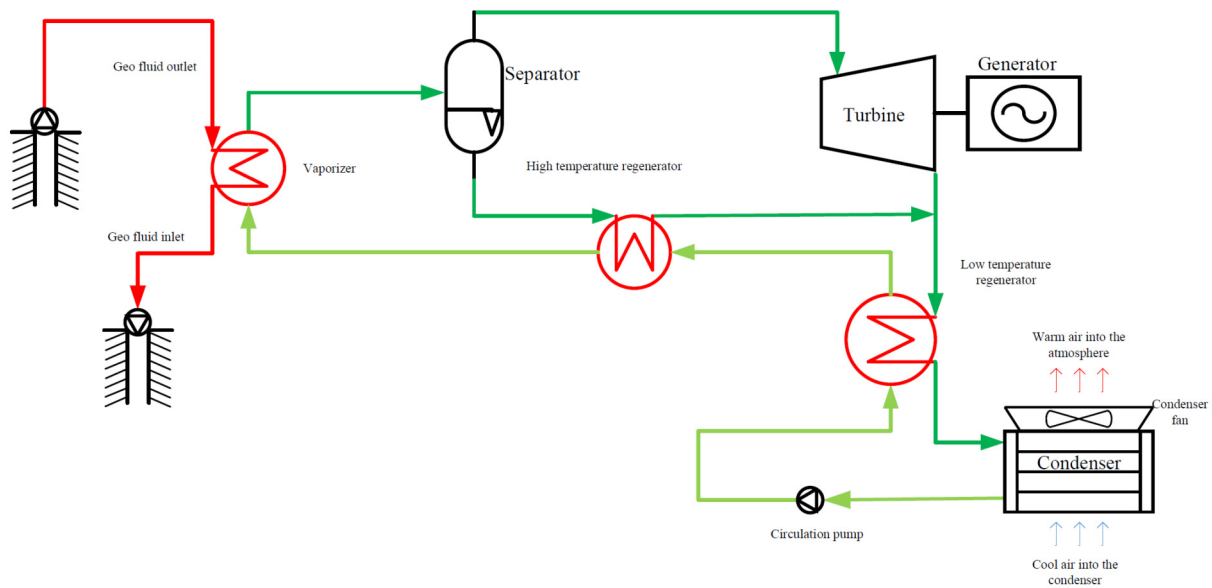 Geo fluid outlet
Separator
Generator
Turbine
Vaporizer
High temperature regenerator
Geo fluid inlet
Low temperature
regenerator
Warm air into the
atmosphere
Condenser
fan
Condenser
Circulation pump
Cool air into the
condenser